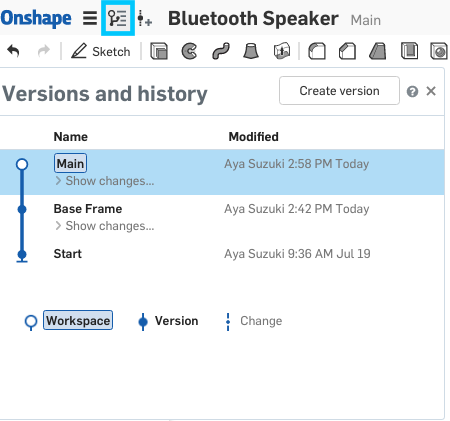 Onshape Bluetooth Speaker Main
Sketch
Versions and history Create version
Name Modified
Main Aya Suzuki 2:58 PM Today
Show changes...
Base Frame Aya Suzuki 2:42 PM Today
Show changes...
Start Aya Suzuki 9:36 AM Jul 19
Workspace Version Change